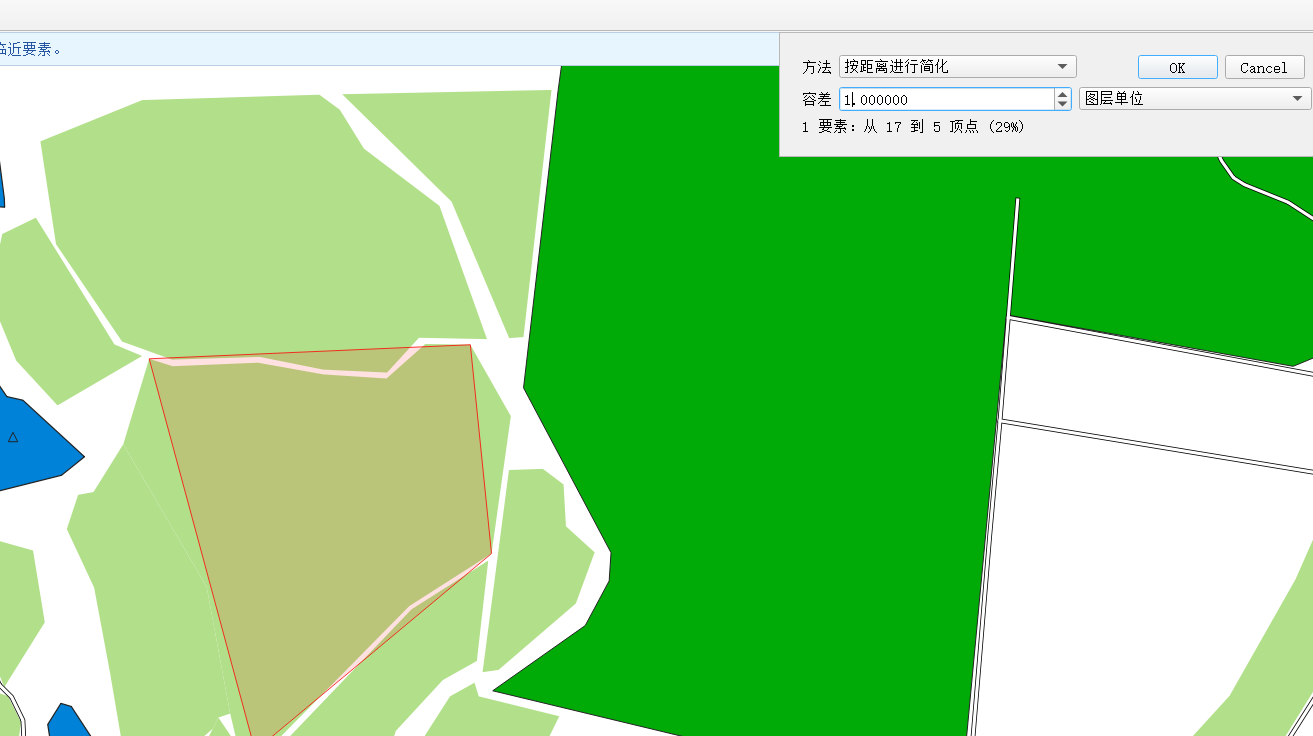 近要素。
方法 按距离进行简化 OK Cancel
容差 1.000000 图层单位
1 要素：从 17 到 5 顶点 (29%)